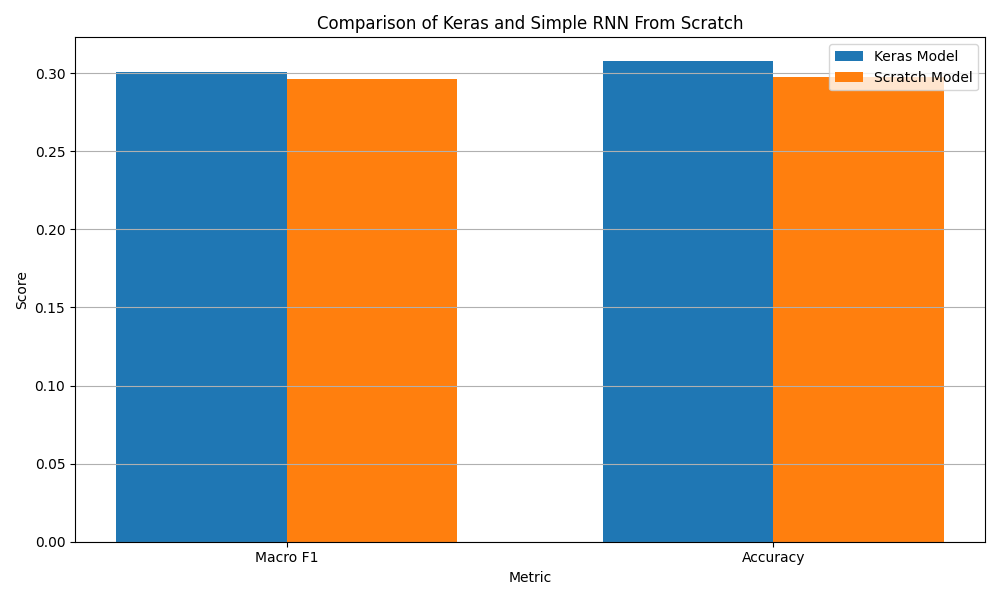 Comparison of Keras and Simple RNN From Scratch
Keras Model
Scratch Model
Score
0.30
0.25
0.20
0.15
0.10
0.05
0.00
Macro F1
Accuracy
Metric